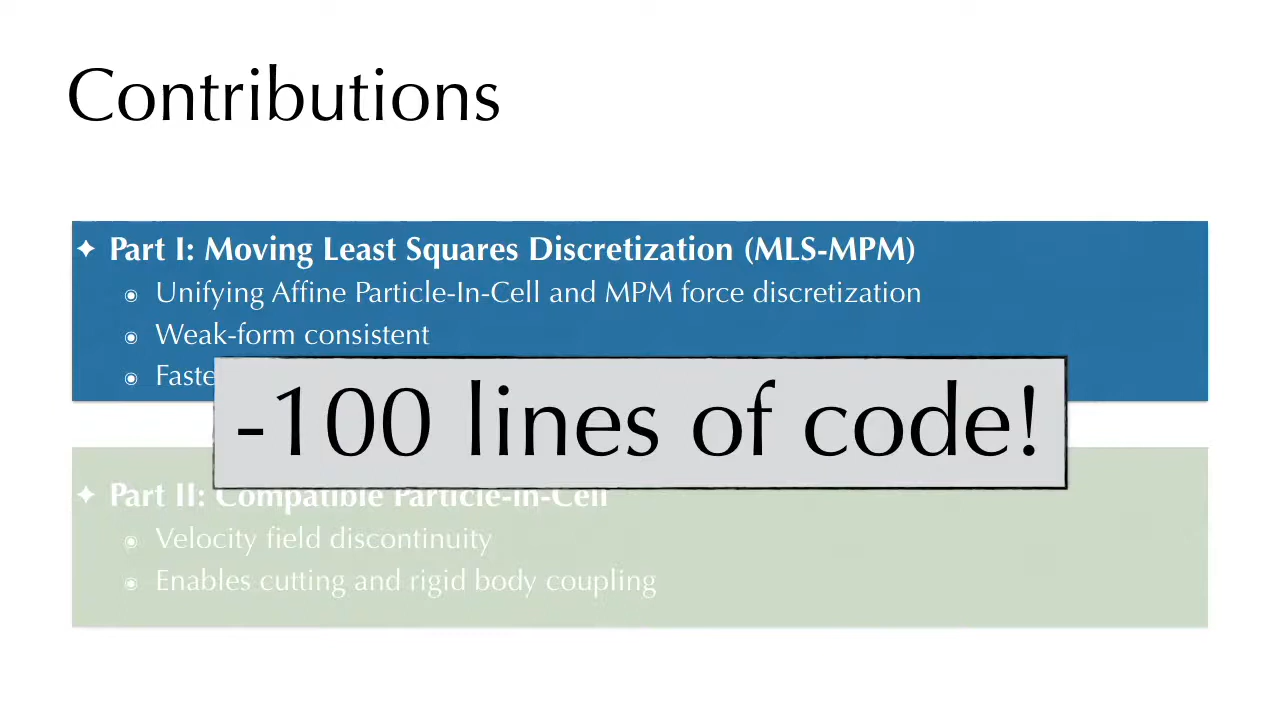 Contributions
✦ Part I: Moving Least Squares Discretization (MLS-MPM)
◉ Unifying Affine Particle-In-Cell and MPM force discretization
◉ Weak-form consistent
◉ Faste
-100 lines of code!
✦ Part II: Compatible Particle-In-Cell
◉ Velocity field discontinuity
◉ Enables cutting and rigid body coupling